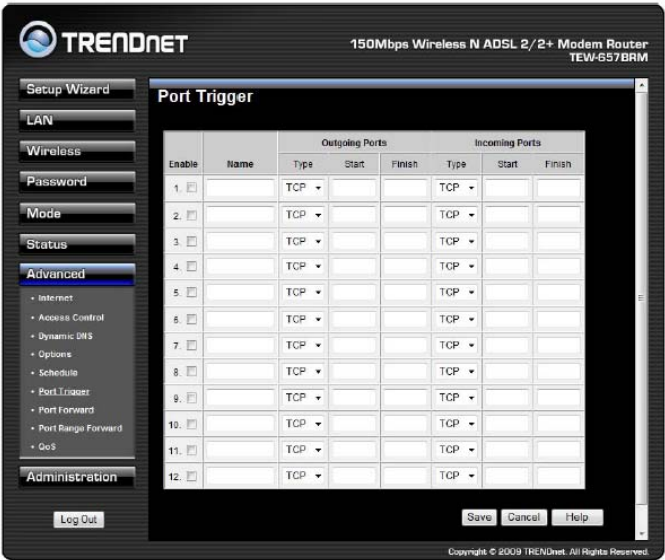 TRENDNET
150Mbps Wireless N ADSL 2/2+ Modem Router
TEW-657BRM
Setup Wizard
LAN
Wireless
Password
Mode
Status
Advanced
• Internet
• Access Control
• Dynamic DNS
• Options
• Schedule
• Port Trigger
• Port Forward
• Port Range Forward
• QoS
Administration
Log Out
Port Trigger
Outgoing Ports Incoming Ports
Enable Name Type Start Finish Type Start Finish
1. TCP TCP
2. TCP TCP
3. TCP TCP
4. TCP TCP
5. TCP TCP
6. TCP TCP
7. TCP TCP
8. TCP TCP
9. TCP TCP
10. TCP TCP
11. TCP TCP
12. TCP TCP
Save Cancel Help
Copyright © 2009 TRENDnet. All Rights Reserved.